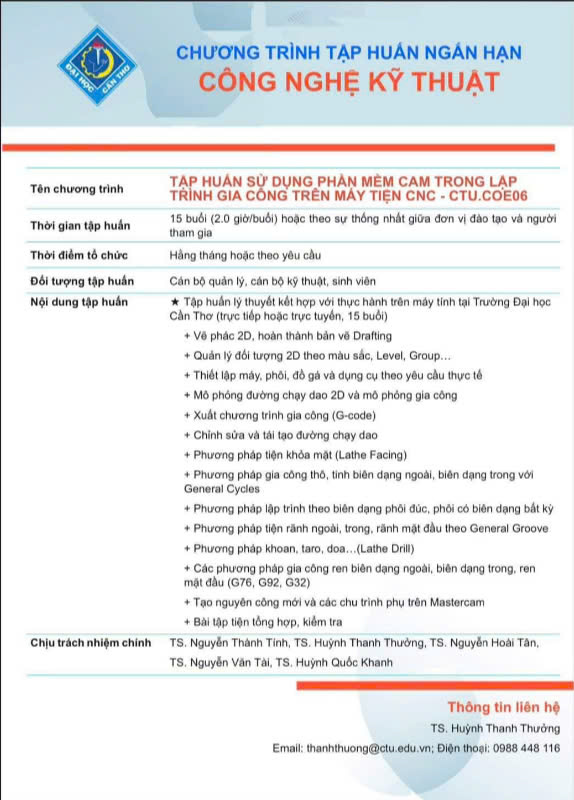 ĐẠI HỌC CẦN THƠ
CHƯƠNG TRÌNH TẬP HUẤN NGẮN HẠN
CÔNG NGHỆ KỸ THUẬT
Tên chương trình
TẬP HUẤN SỬ DỤNG PHẦN MỀM CAM TRONG LẬP
TRÌNH GIA CÔNG TRÊN MÁY TIỆN CNC - CTU.COE06
Thời gian tập huấn
15 buổi (2.0 giờ/buổi) hoặc theo sự thống nhất giữa đơn vị đào tạo và người
tham gia
Thời điểm tổ chức
Hằng tháng hoặc theo yêu cầu
Đối tượng tập huấn
Cán bộ quản lý, cán bộ kỹ thuật, sinh viên
Nội dung tập huấn
★ Tập huấn lý thuyết kết hợp với thực hành trên máy tính tại Trường Đại học
Cần Thơ (trực tiếp hoặc trực tuyến, 15 buổi)
+ Vẽ phác 2D, hoàn thành bản vẽ Drafting
+ Quản lý đối tượng 2D theo màu sắc, Level, Group...
+ Thiết lập máy, phôi, đồ gá và dụng cụ theo yêu cầu thực tế
+ Mô phỏng đường chạy dao 2D và mô phỏng gia công
+ Xuất chương trình gia công (G-code)
+ Chỉnh sửa và tái tạo đường chạy dao
+ Phương pháp tiện khỏa mặt (Lathe Facing)
+ Phương pháp gia công thô, tinh biên dạng ngoài, biên dạng trong với
General Cycles
+ Phương pháp lập trình theo biên dạng phôi đúc, phôi có biên dạng bất kỳ
+ Phương pháp tiện rãnh ngoài, trong, rãnh mặt đầu theo General Groove
+ Phương pháp khoan, taro, doa...(Lathe Drill)
+ Các phương pháp gia công ren biên dạng ngoài, biên dạng trong, ren
mặt đầu (G76, G92, G32)
+ Tạo nguyên công mới và các chu trình phụ trên Mastercam
+ Bài tập tiện tổng hợp, kiểm tra
Chịu trách nhiệm chính
TS. Nguyễn Thành Tính, TS. Huỳnh Thanh Thưởng, TS. Nguyễn Hoài Tân,
TS. Nguyễn Văn Tài, TS. Huỳnh Quốc Khanh
Thông tin liên hệ
TS. Huỳnh Thanh Thưởng
Email: thanhthuong@ctu.edu.vn; Điện thoại: 0988 448 116